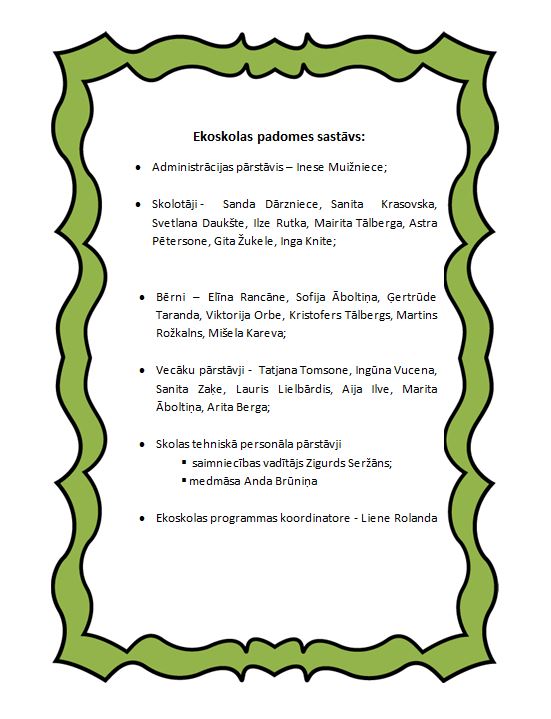 Ekoskolas padomes sastāvs:
• Administrācijas pārstāvis – Inese Muižniece;
• Skolotāji - Sanda Dārzniece, Sanita Krasovska,
Svetlana Daukšte, Ilze Rutka, Mairita Tālberga, Astra
Pētersone, Gita Žukele, Inga Knite;
• Bērni – Elīna Rancāne, Sofija Āboltiņa, Ģertrūde
Taranda, Viktorija Orbe, Kristofers Tālbergs, Martins
Rožkalns, Mišela Kareva;
• Vecāku pārstāvji - Tatjana Tomsone, Ingūna Vucena,
Sanita Zaķe, Lauris Lielbārdis, Aija Ilve, Marita
Āboltiņa, Arita Berga;
• Skolas tehniskā personāla pārstāvji
▪ saimniecības vadītājs Zigurds Seržāns;
▪ medmāsa Anda Brūniņa
• Ekoskolas programmas koordinatore - Liene Rolanda